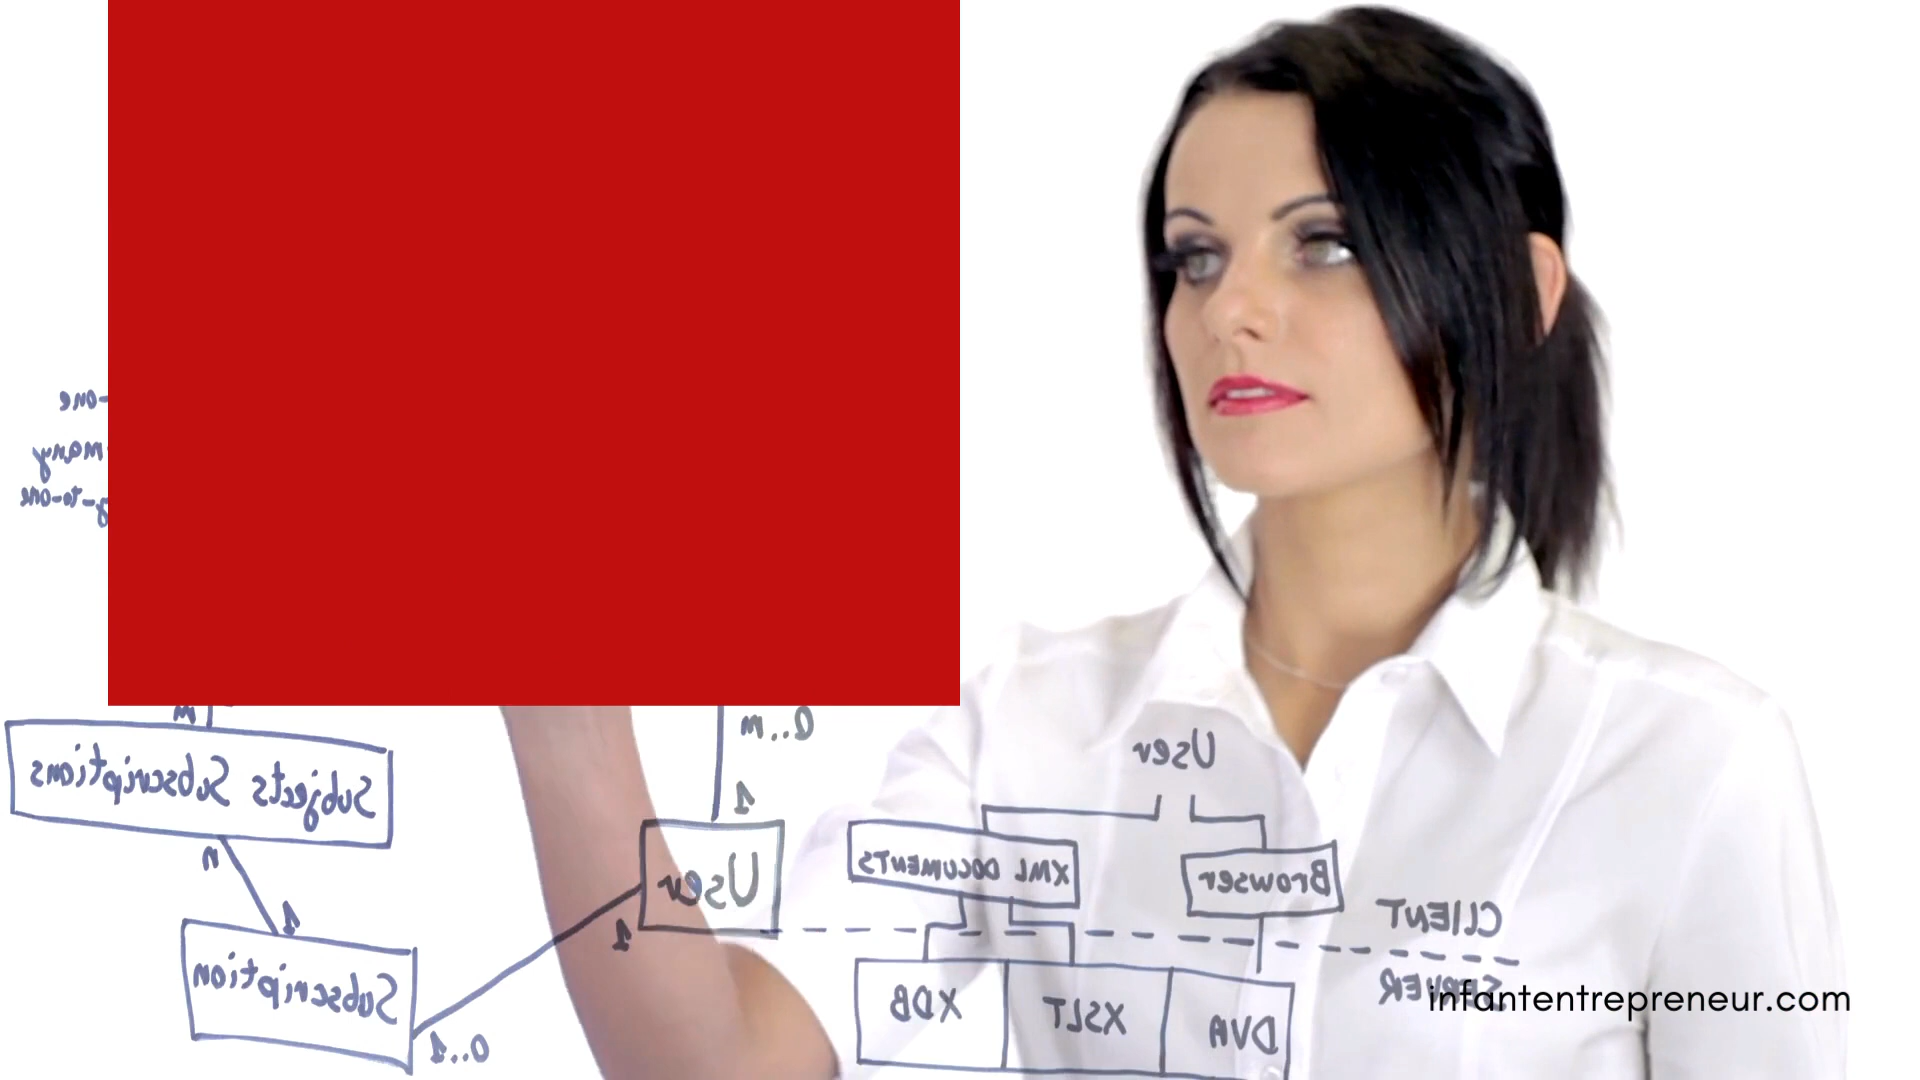 -one
-many
y-to-one
m
0..m
Subjects Subscriptions
1
User
n
User
XML DOCUMENTS
Browser
1
1
CLIENT
Subscription
SERVER
infantentrepreneur.com
XDB
XSLT
DVA
0..1